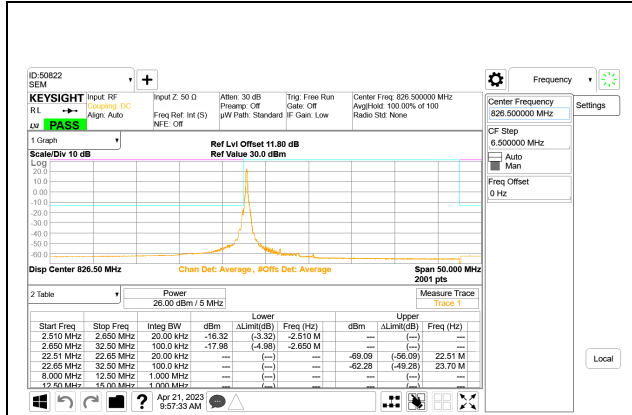 ID:50822
SEM
Frequency
KEYSIGHT Input: RF Input Z: 50 Ω Atten: 30 dB Trig: Free Run Center Freq: 826.500000 MHz
R L Coupling: DC Preamp: Off Gate: Off Avg|Hold: 100.00% of 100
Align: Auto Freq Ref: Int (S) µW Path: Standard IF Gain: Low Radio Std: None
NFE: Off
LXI PASS
Center Frequency
826.500000 MHz
Settings
CF Step
6.500000 MHz
Auto
Man
Freq Offset
0 Hz
1 Graph
Ref Lvl Offset 11.80 dB
Scale/Div 10 dB Ref Value 30.0 dBm
Log
20.0
10.0
0.00
-10.0
-20.0
-30.0
-40.0
-50.0
-60.0
Disp Center 826.50 MHz Chan Det: Average, #Offs Det: Average Span 50.000 MHz
2001 pts
2 Table Power Measure Trace
26.00 dBm / 5 MHz Trace 1
Lower Upper
Start Freq Stop Freq Integ BW dBm ΔLimit(dB) Freq (Hz) dBm ΔLimit(dB) Freq (Hz)
2.510 MHz 2.650 MHz 20.00 kHz -16.32 (-3.32) -2.510 M --- (---)
2.650 MHz 32.50 MHz 100.0 kHz -17.98 (-4.98) -2.650 M --- (---)
22.51 MHz 22.65 MHz 20.00 kHz --- (---) -69.09 (-56.09) 22.51 M
22.65 MHz 32.50 MHz 100.0 kHz --- (---) -62.28 (-49.28) 23.70 M
8.000 MHz 12.50 MHz 1.000 MHz --- (---) --- (---)
12.50 MHz 15.00 MHz 1.000 MHz --- (---) --- (---)
Local
? Apr 21, 2023
9:57:33 AM